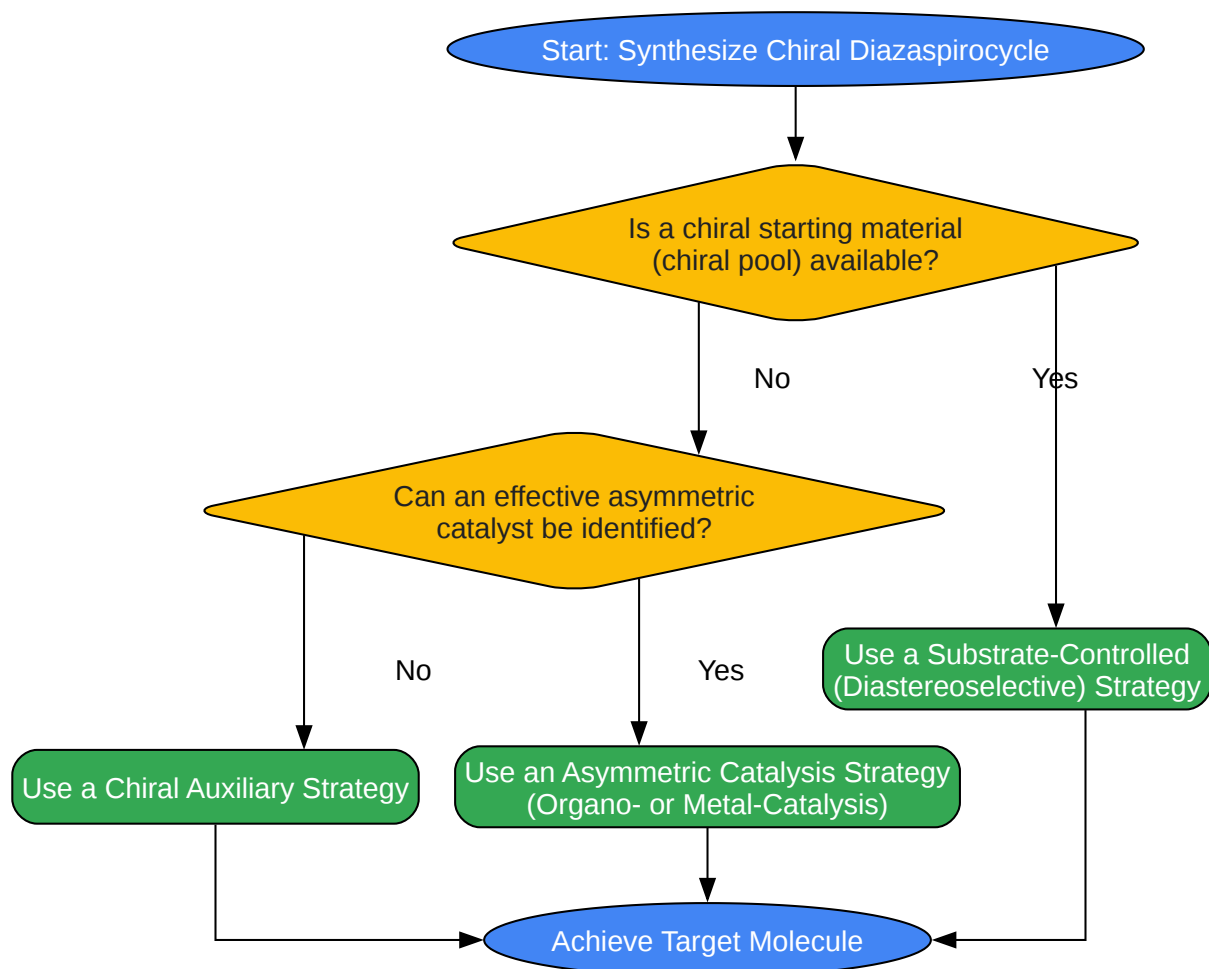 Start: Synthesize Chiral Diazaspirocycle
Is a chiral starting material
(chiral pool) available?
No
Yes
Can an effective asymmetric
catalyst be identified?
No
Yes
Use a Substrate-Controlled
(Diastereoselective) Strategy
Use a Chiral Auxiliary Strategy
Use an Asymmetric Catalysis Strategy
(Organo- or Metal-Catalysis)
Achieve Target Molecule